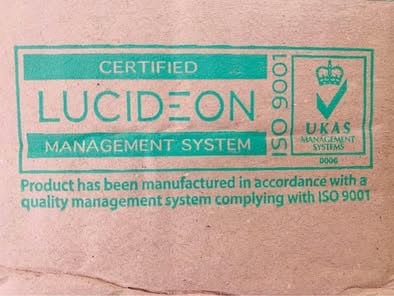 CERTIFIED
LUCIDEON
MANAGEMENT SYSTEM
ISO 9001
UKAS
MANAGEMENT
SYSTEMS
0006
Product has been manufactured in accordance with a
quality management system complying with ISO 9001